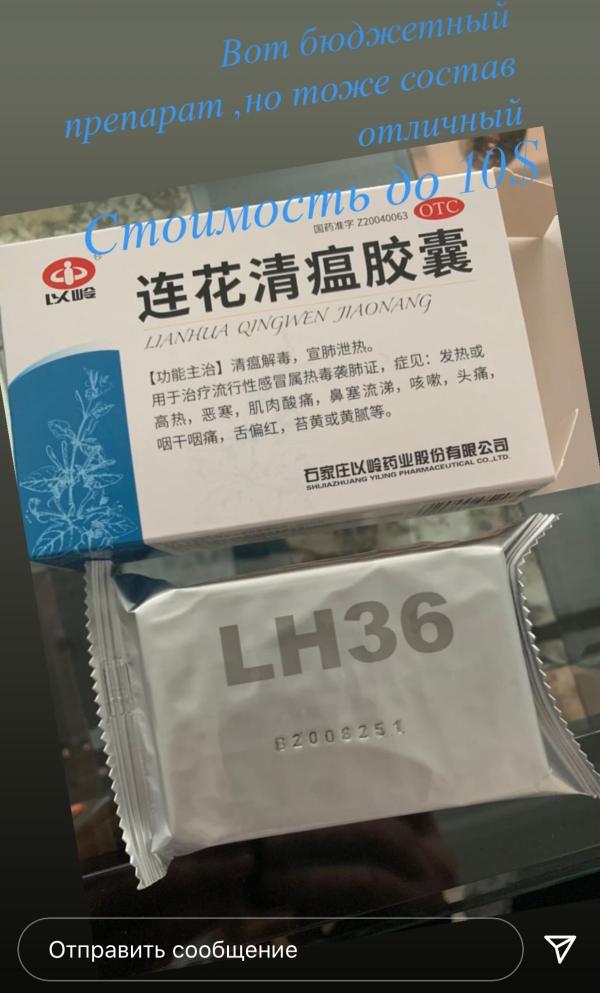 Вот бюджетный
препарат ,но тоже состав
отличный
Стоимость до 10$
国药准字 Z20040063 OTC
以岭
连花清瘟胶囊
LIANHUA QINGWEN JIAONANG
【功能主治】清瘟解毒，宣肺泄热。
用于治疗流行性感冒属热毒袭肺证，症见：发热或
高热，恶寒，肌肉酸痛，鼻塞流涕，咳嗽，头痛，
咽干咽痛，舌偏红，苔黄或黄腻等。
石家庄以岭药业股份有限公司
SHIJIAZHUANG YILING PHARMACEUTICAL CO.,LTD.
LH36
B2008251
Отправить сообщение